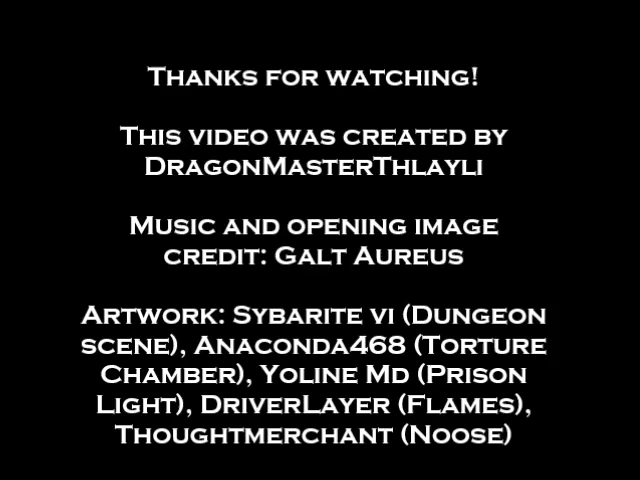 Thanks for watching!
This video was created by
DragonMasterThlayli
Music and opening image
credit: Galt Aureus
Artwork: Sybarite vi (Dungeon
scene), Anaconda468 (Torture
Chamber), Yoline Md (Prison
Light), DriverLayer (Flames),
Thoughtmerchant (Noose)